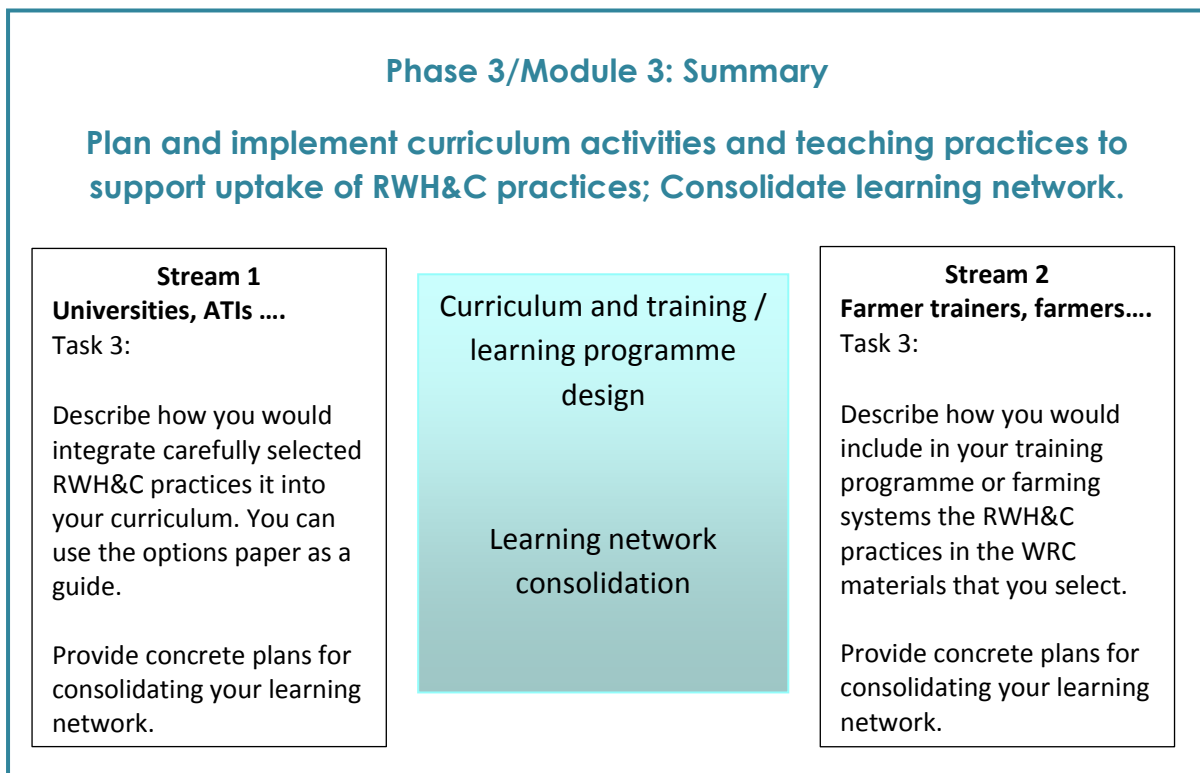 Phase 3/Module 3: Summary
Plan and implement curriculum activities and teaching practices to
support uptake of RWH&C practices; Consolidate learning network.
Stream 1
Universities, ATIs ....
Task 3:
Describe how you would
integrate carefully selected
RWH&C practices it into
your curriculum. You can
use the options paper as a
guide.
Provide concrete plans for
consolidating your learning
network.
Curriculum and training /
learning programme
design
Learning network
consolidation
Stream 2
Farmer trainers, farmers....
Task 3:
Describe how you would
include in your training
programme or farming
systems the RWH&C
practices in the WRC
materials that you select.
Provide concrete plans for
consolidating your learning
network.